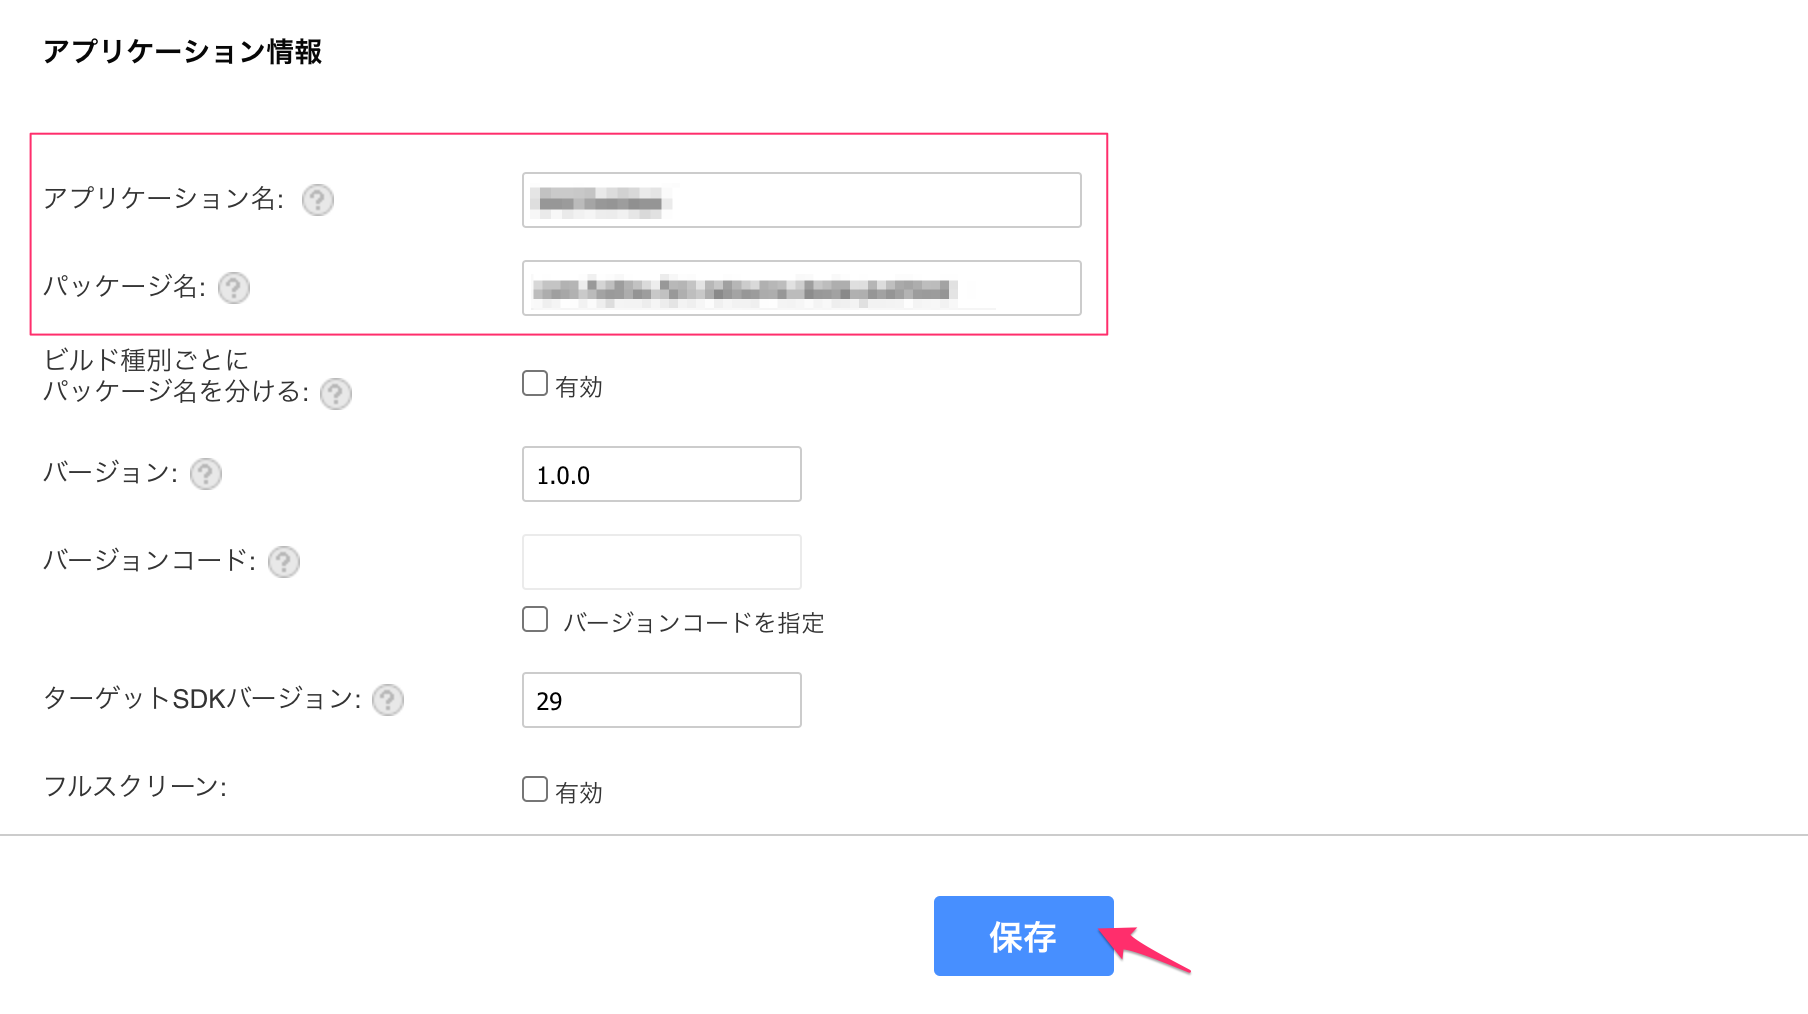 アプリケーション情報
アプリケーション名: ?
パッケージ名: ?
ビルド種別ごとに
パッケージ名を分ける: ?
有効
バージョン: ?
1.0.0
バージョンコード: ?
バージョンコードを指定
ターゲットSDKバージョン: ?
29
フルスクリーン:
有効
保存